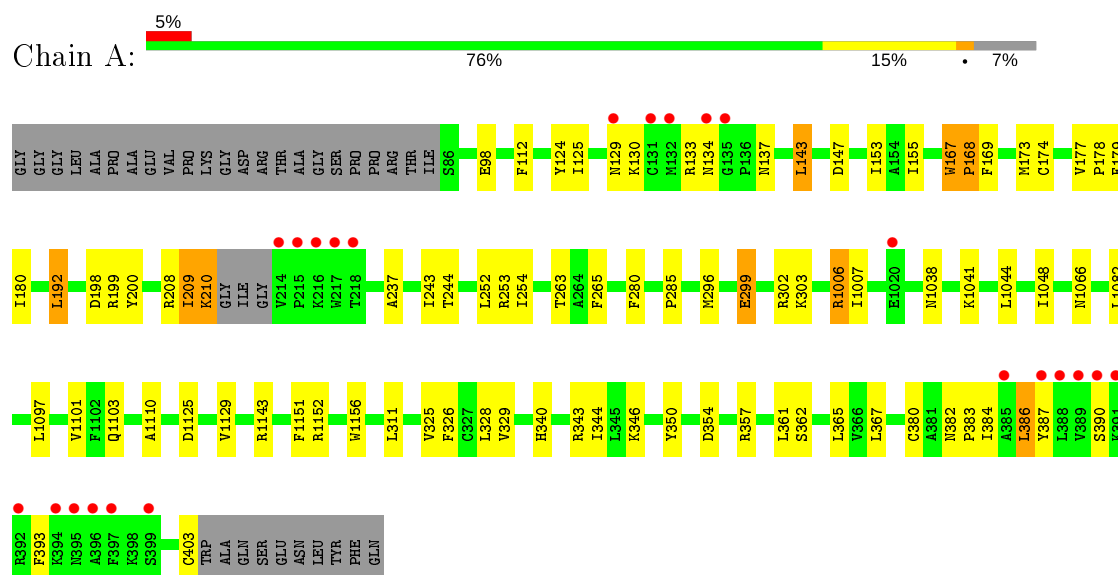 5%
Chain A:
76% 15% • 7%
GLY GLY GLY LEU ALA PRO ALA GLU VAL PRO LYS GLY ASP ARG THR ALA GLY SER PRO PRO ARG THR ILE S86 E98 F112 Y124 I125 N129 K130 C131 M132 R133 N134 G135 P136 N137 L143 D147 I153 A154 I155 W167 P168 F169 M173 C174 V177 P178
I180 L192 D198 R199 Y200 R208 I209 K210 GLY ILE GLY V214 P215 K216 W217 T218 A237 I243 T244 L252 R253 I254 T263 A264 F265 F280 P285 M296 E299 R302 K303 R1006 I1007 E1020 N1038 K1041 L1044 I1048 N1066 L1082
L1097 V1101 F1102 Q1103 A1110 D1125 V1129 R1143 F1151 R1152 W1156 L311 V325 F326 C327 L328 V329 H340 R343 I344 L345 K346 Y350 D354 R357 L361 S362 L365 V366 L367 C380 A381 N382 P383 I384 A385 L386 Y387 L388 V389 S390 K391
R392 F393 K394 N395 A396 F397 K398 S399 C403 TRP ALA GLN SER GLU ASN LEU TYR PHE GLN